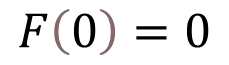 F(0) = 0